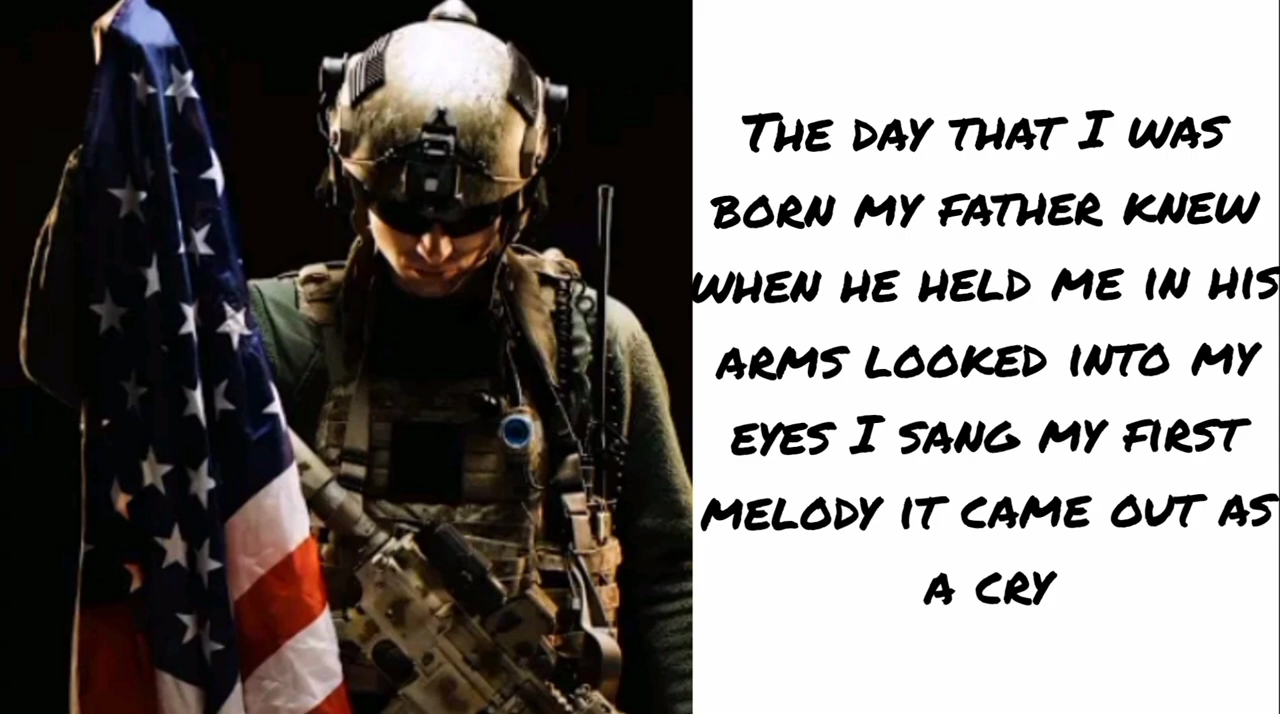 The day that I was
born my father knew
when he held me in his
arms looked into my
eyes I sang my first
melody it came out as
a cry